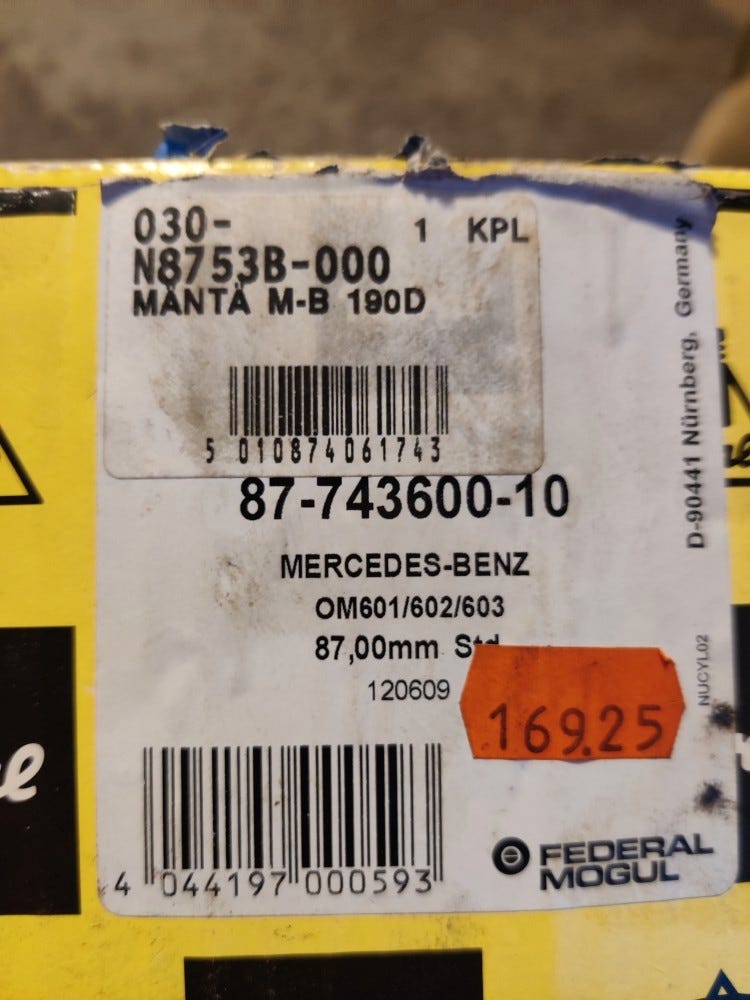 030- 1 KPL
N8753B-000
MÄNTÄ M-B 190D
5 010874 061743
87-743600-10
MERCEDES-BENZ
OM601/602/603
87,00mm Std
120609
169.25
4 044197 000593
FEDERAL
MOGUL
D-90441 Nürnberg, Germany
NUCYL02